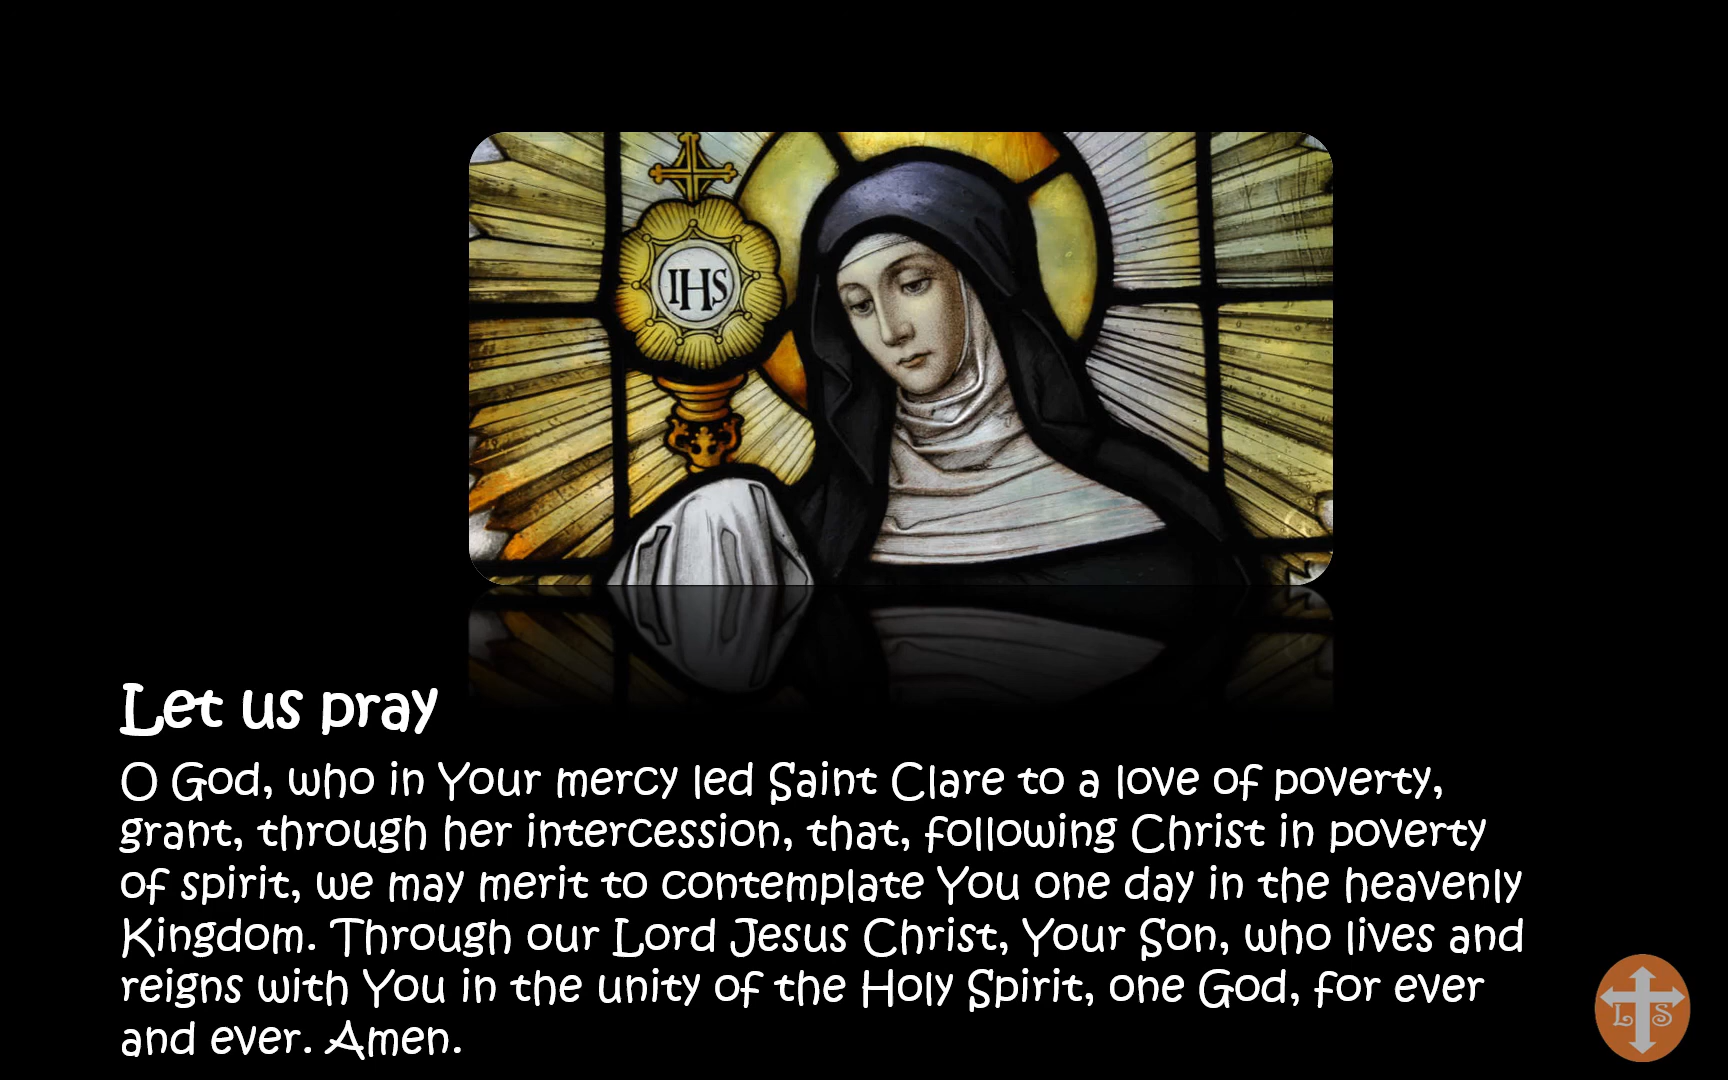 IHS
Let us pray
O God, who in Your mercy led Saint Clare to a love of poverty,
grant, through her intercession, that, following Christ in poverty
of spirit, we may merit to contemplate You one day in the heavenly
Kingdom. Through our Lord Jesus Christ, Your Son, who lives and
reigns with You in the unity of the Holy Spirit, one God, for ever
and ever. Amen.
L S